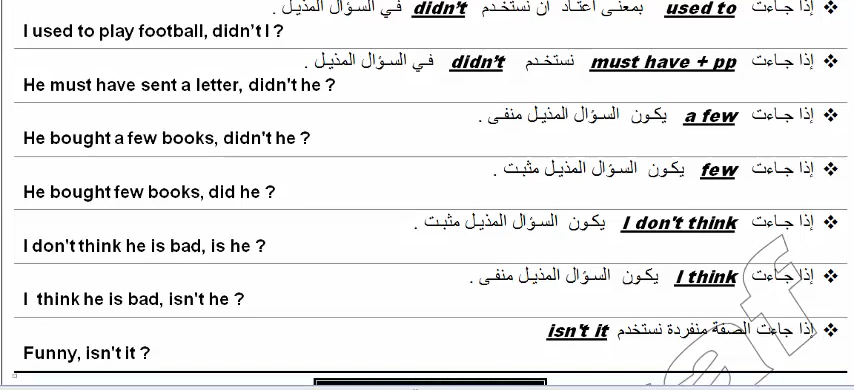 ❖ إذا جاءت used to بمعنى اعتاد أن نستخدم didn't في السؤال المذيل .
I used to play football, didn't I ?
❖ إذا جاءت must have + pp نستخدم didn't في السؤال المذيل .
He must have sent a letter, didn't he ?
❖ إذا جاءت a few يكون السؤال المذيل منفى .
He bought a few books, didn't he ?
❖ إذا جاءت few يكون السؤال المذيل مثبت .
He bought few books, did he ?
❖ إذا جاءت I don't think يكون السؤال المذيل مثبت .
I don't think he is bad, is he ?
❖ إذا جاءت I think يكون السؤال المذيل منفى .
I think he is bad, isn't he ?
❖ إذا جاءت الصفة منفردة نستخدم isn't it
Funny, isn't it ?